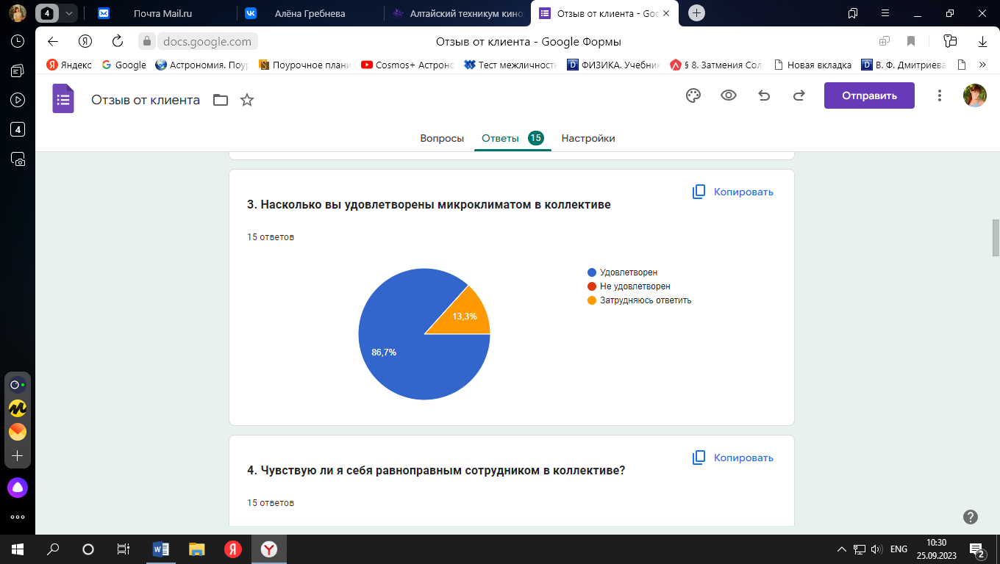 4
Почта Mail.ru
Алёна Гребнева
Алтайский техникум кино
Отзыв от клиента - Goo
docs.google.com
Отзыв от клиента - Google Формы
Яндекс
Google
Астрономия. Поур
Поурочное плани
Cosmos+ Астроно
Тест межличност
ФИЗИКА. Учебник
§ 8. Затмения Сол
Новая вкладка
В. Ф. Дмитриева
»
4
Отзыв от клиента
Отправить
Вопросы
Ответы 15
Настройки
Копировать
3. Насколько вы удовлетворены микроклиматом в коллективе
15 ответов
Удовлетворен
Не удовлетворен
Затрудняюсь ответить
13,3%
86,7%
Копировать
4. Чувствую ли я себя равноправным сотрудником в коллективе?
15 ответов
ENG
10:30
25.09.2023
2